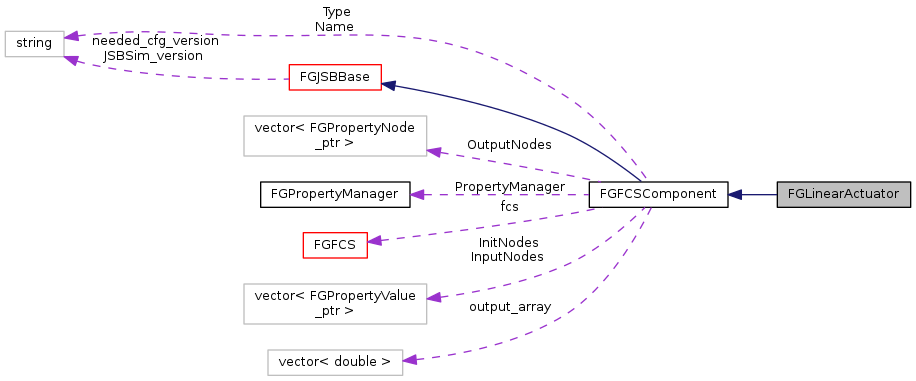 Type
Name
string
needed_cfg_version
JSBSim_version
FGJSBBase
vector< FGPropertyNode
_ptr >
OutputNodes
FGPropertyManager
PropertyManager
fcs
FGFCSComponent
FGLinearActuator
FGFCS
InitNodes
InputNodes
vector< FGPropertyValue
_ptr >
output_array
vector< double >